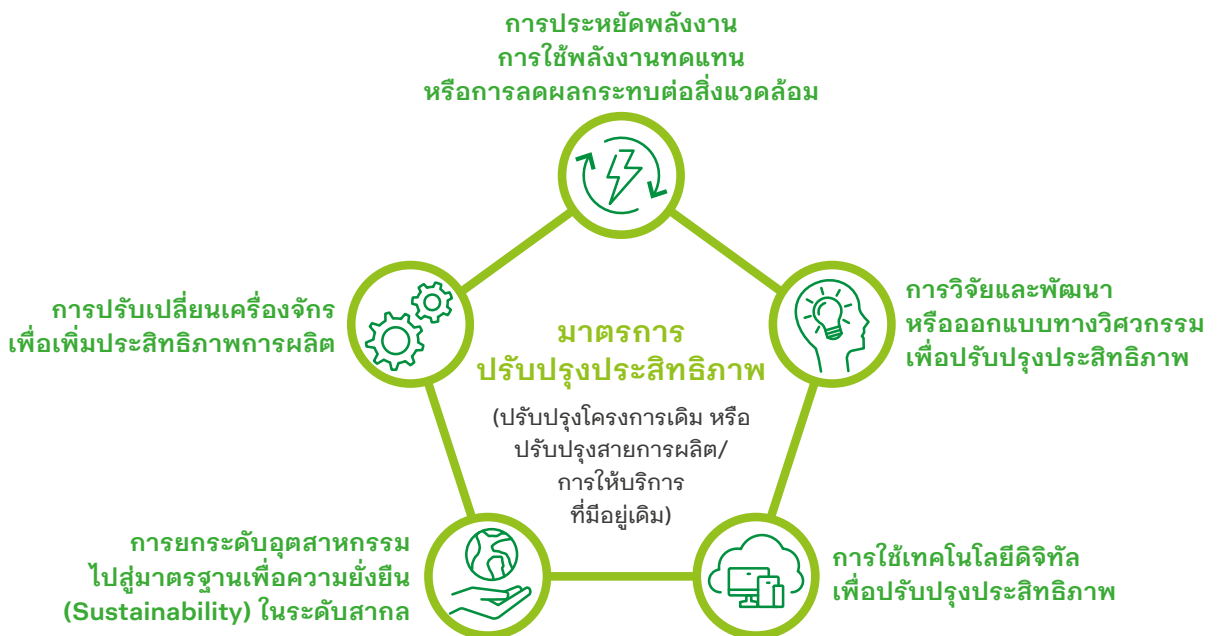 การประหยัดพลังงาน
การใช้พลังงานทดแทน
หรือการลดผลกระทบต่อสิ่งแวดล้อม
การปรับเปลี่ยนเครื่องจักร
เพื่อเพิ่มประสิทธิภาพการผลิต
มาตรการ
ปรับปรุงประสิทธิภาพ
(ปรับปรุงโครงการเดิม หรือ
ปรับปรุงสายการผลิต/
การให้บริการ
ที่มีอยู่เดิม)
การวิจัยและพัฒนา
หรือออกแบบทางวิศวกรรม
เพื่อปรับปรุงประสิทธิภาพ
การยกระดับอุตสาหกรรม
ไปสู่มาตรฐานเพื่อความยั่งยืน
(Sustainability) ในระดับสากล
การใช้เทคโนโลยีดิจิทัล
เพื่อปรับปรุงประสิทธิภาพ